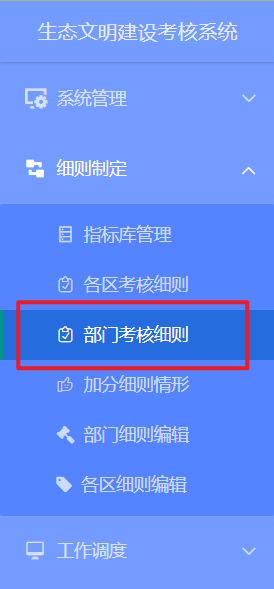 生态文明建设考核系统
系统管理
细则制定
指标库管理
各区考核细则
部门考核细则
加分细则情形
部门细则编辑
各区细则编辑
工作调度